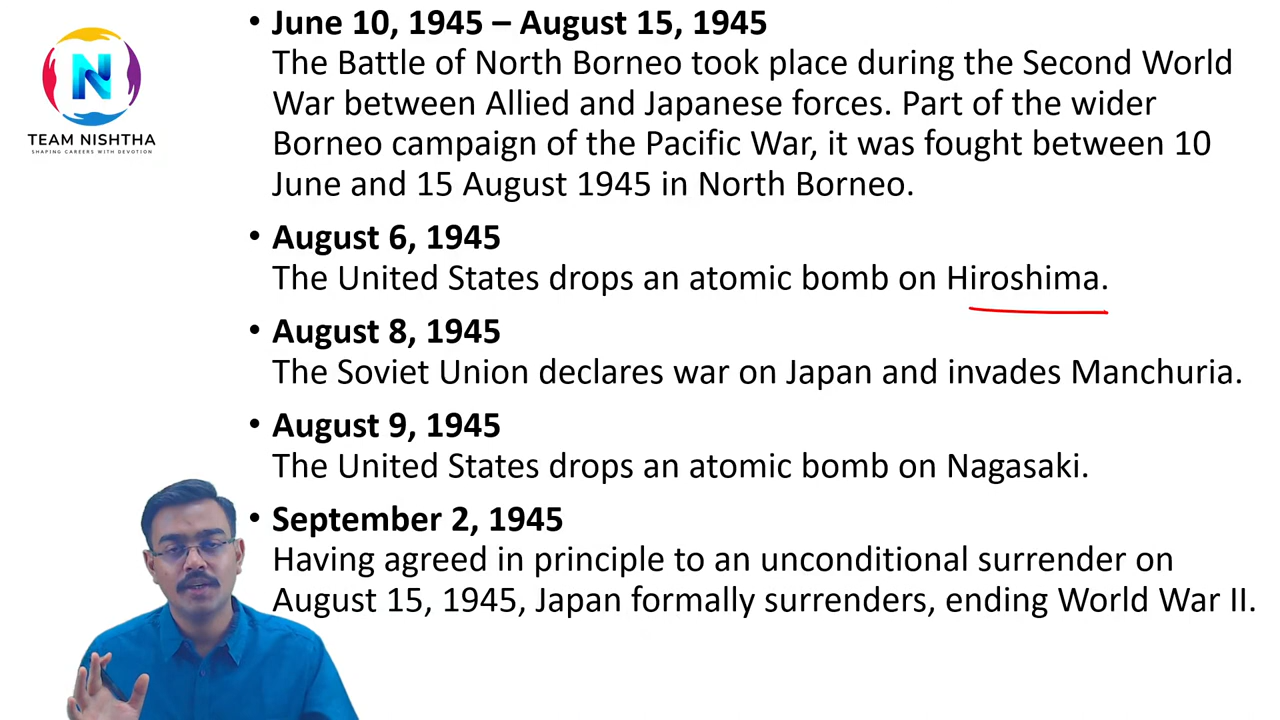 N
TEAM NISHTHA
SHAPING CAREERS WITH DEVOTION
• June 10, 1945 – August 15, 1945
The Battle of North Borneo took place during the Second World
War between Allied and Japanese forces. Part of the wider
Borneo campaign of the Pacific War, it was fought between 10
June and 15 August 1945 in North Borneo.
• August 6, 1945
The United States drops an atomic bomb on Hiroshima.
• August 8, 1945
The Soviet Union declares war on Japan and invades Manchuria.
• August 9, 1945
The United States drops an atomic bomb on Nagasaki.
• September 2, 1945
Having agreed in principle to an unconditional surrender on
August 15, 1945, Japan formally surrenders, ending World War II.